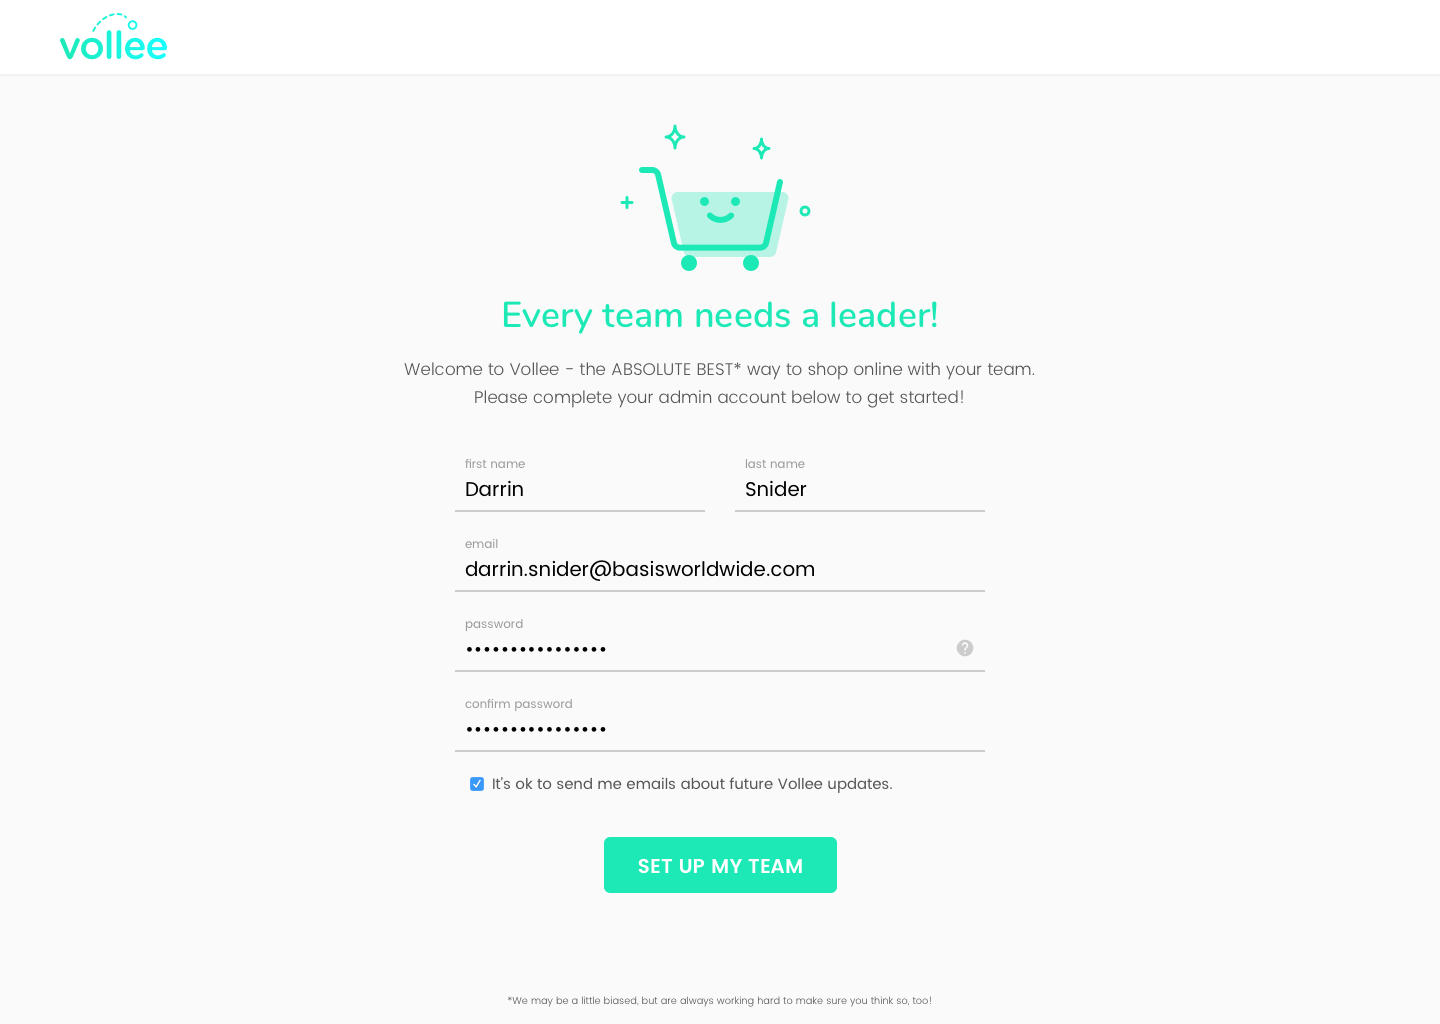 vollee
Every team needs a leader!
Welcome to Vollee - the ABSOLUTE BEST* way to shop online with your team.
Please complete your admin account below to get started!
first name
last name
Darrin
Snider
email
darrin.snider@basisworldwide.com
password
••••••••••••••••
?
confirm password
••••••••••••••••
It's ok to send me emails about future Vollee updates.
SET UP MY TEAM
*We may be a little biased, but are always working hard to make sure you think so, too!